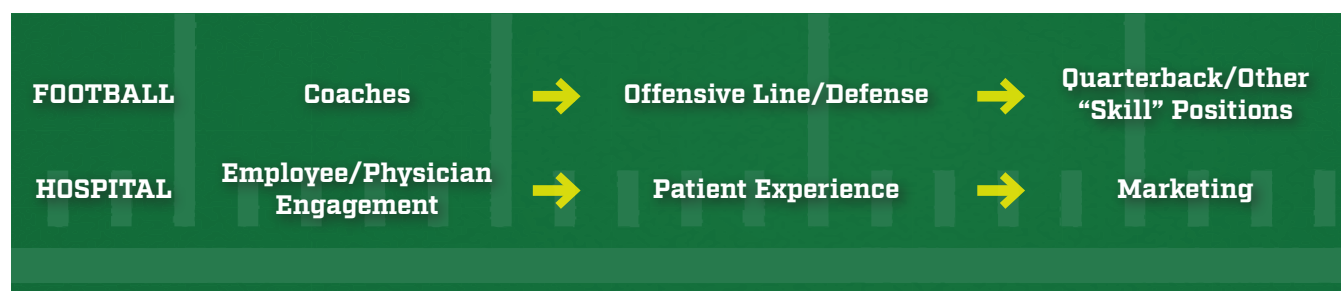 FOOTBALL Coaches → Offensive Line/Defense → Quarterback/Other
“Skill” Positions
HOSPITAL Employee/Physician
Engagement → Patient Experience → Marketing